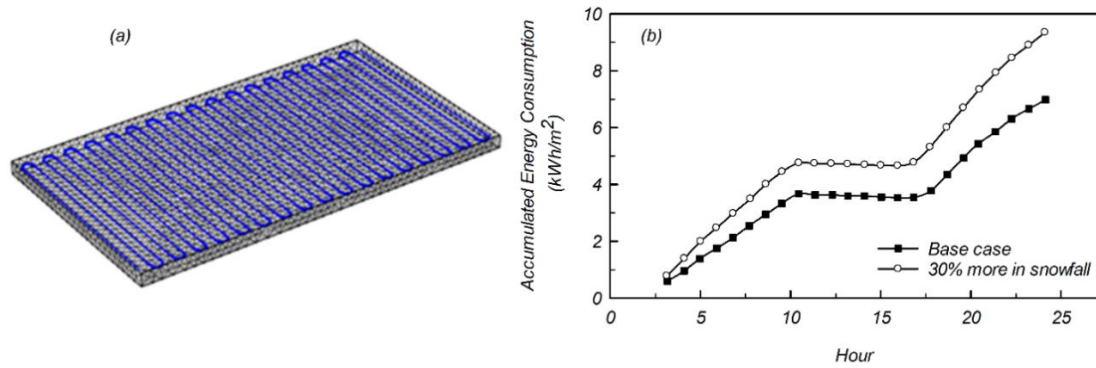 (a)
(b)
Accumulated Energy Consumption
(kWh/m²)
10
8
6
4
2
0
Base case
30% more in snowfall
0 5 10 15 20 25
Hour